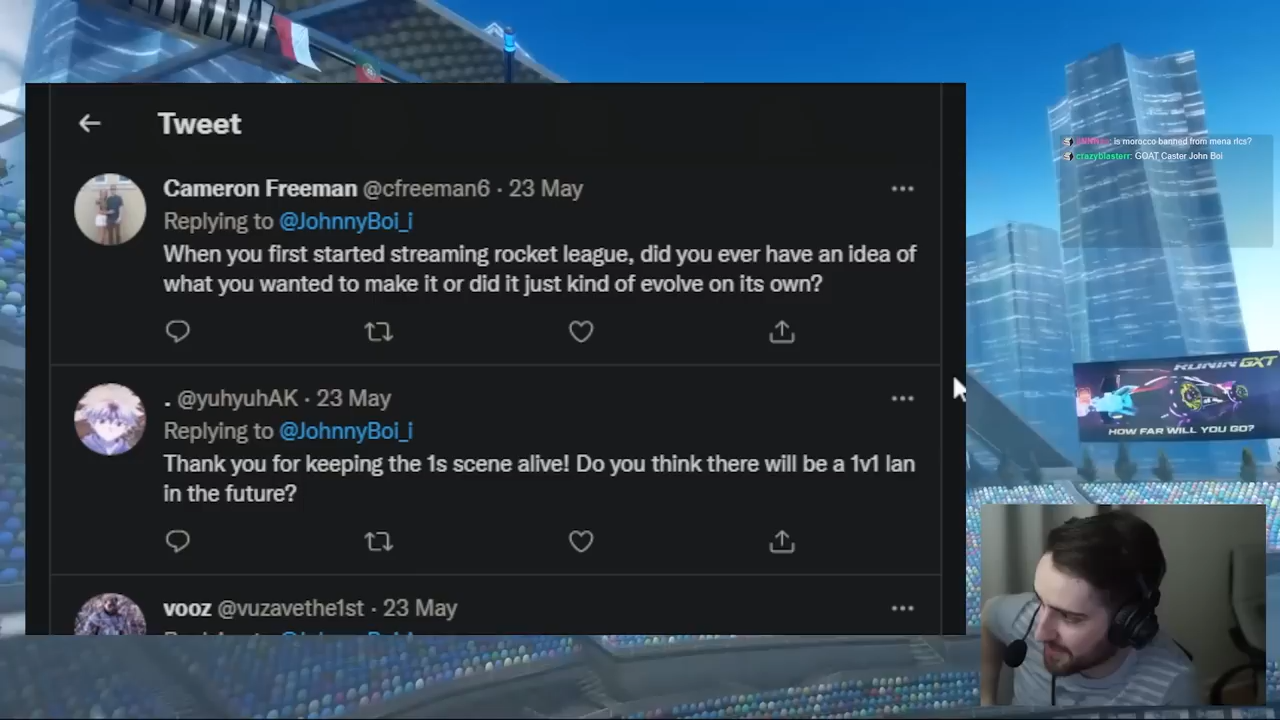 Tweet
Cameron Freeman @cfreeman6 · 23 May
Replying to @JohnnyBoi_i
When you first started streaming rocket league, did you ever have an idea of
what you wanted to make it or did it just kind of evolve on its own?
. @yuhyuhAK · 23 May
Replying to @JohnnyBoi_i
Thank you for keeping the 1s scene alive! Do you think there will be a 1v1 lan
in the future?
vooz @vuzavethe1st · 23 May
: is morocco banned from mena rlcs?
crazyblasterr: GOAT Caster John Boi
RONIN GXT
HOW FAR WILL YOU GO?